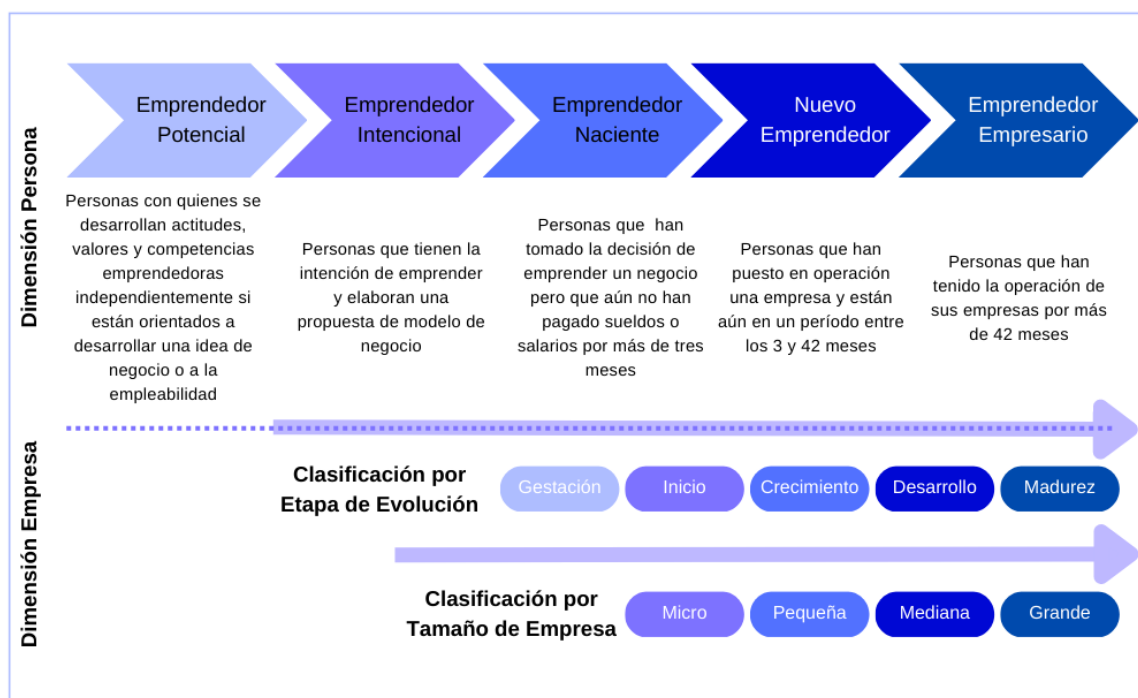 Dimensión Persona
Emprendedor
Potencial
Emprendedor
Intencional
Emprendedor
Naciente
Nuevo
Emprendedor
Emprendedor
Empresario
Personas con quienes se
desarrollan actitudes,
valores y competencias
emprendedoras
independientemente si
están orientados a
desarrollar una idea de
negocio o a la
empleabilidad
Personas que tienen la
intención de emprender
y elaboran una
propuesta de modelo de
negocio
Personas que  han
tomado la decisión de
emprender un negocio
pero que aún no han
pagado sueldos o
salarios por más de tres
meses
Personas que han
puesto en operación
una empresa y están
aún en un período entre
los 3 y 42 meses
Personas que han
tenido la operación de
sus empresas por más
de 42 meses
Dimensión Empresa
Clasificación por
Etapa de Evolución
Gestación
Inicio
Crecimiento
Desarrollo
Madurez
Clasificación por
Tamaño de Empresa
Micro
Pequeña
Mediana
Grande